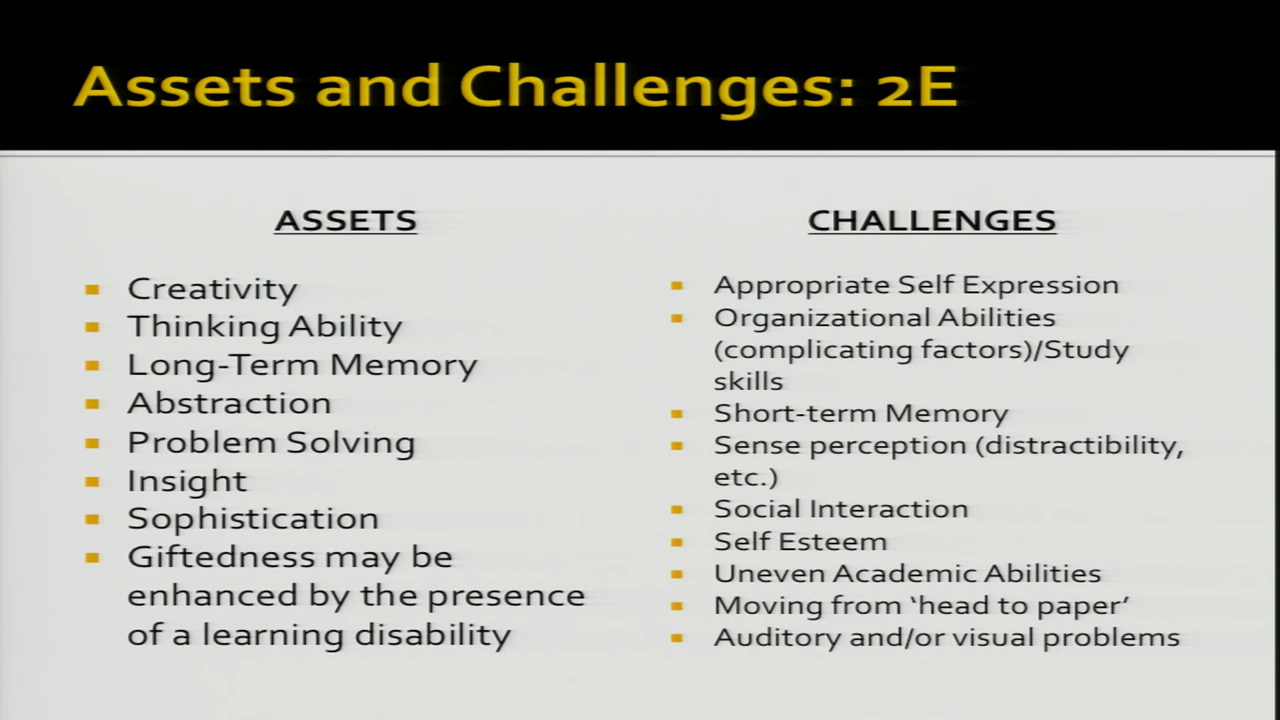 Assets and Challenges: 2E
ASSETS
Creativity
Thinking Ability
Long-Term Memory
Abstraction
Problem Solving
Insight
Sophistication
Giftedness may be
enhanced by the presence
of a learning disability
CHALLENGES
Appropriate Self Expression
Organizational Abilities
(complicating factors)/Study
skills
Short-term Memory
Sense perception (distractibility,
etc.)
Social Interaction
Self Esteem
Uneven Academic Abilities
Moving from ‘head to paper’
Auditory and/or visual problems